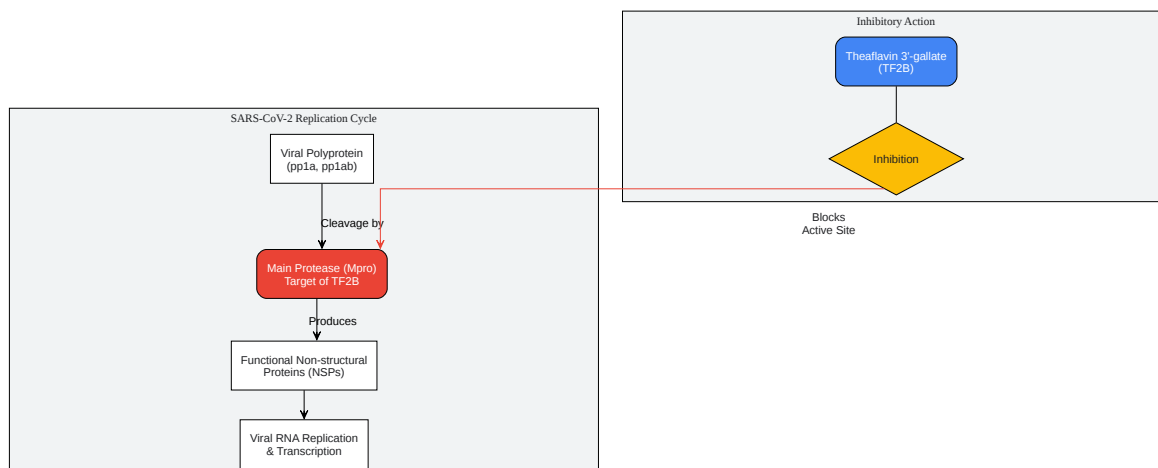 Inhibitory Action
Theaflavin 3'-gallate
(TF2B)
Inhibition
Blocks
Active Site
SARS-CoV-2 Replication Cycle
Viral Polyprotein
(pp1a, pp1ab)
Cleavage by
Main Protease (Mpro)
Target of TF2B
Produces
Functional Non-structural
Proteins (NSPs)
Viral RNA Replication
& Transcription